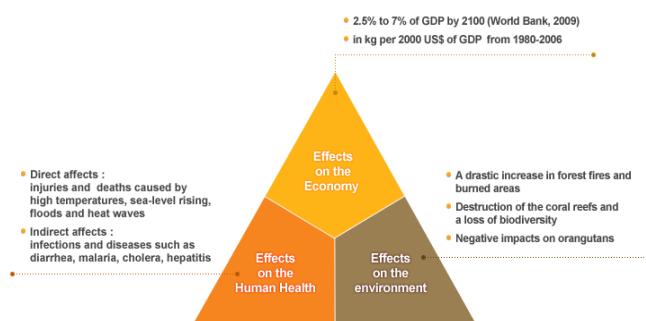 2.5% to 7% of GDP by 2100 (World Bank, 2009)
in kg per 2000 US$ of GDP from 1980-2006
Effects
on the
Economy
Direct affects :
injuries and deaths caused by
high temperatures, sea-level rising,
floods and heat waves
Indirect affects :
infections and diseases such as
diarrhea, malaria, cholera, hepatitis
Effects
on the
Human Health
Effects
on the
environment
A drastic increase in forest fires and
burned areas
Destruction of the coral reefs and
a loss of biodiversity
Negative impacts on orangutans